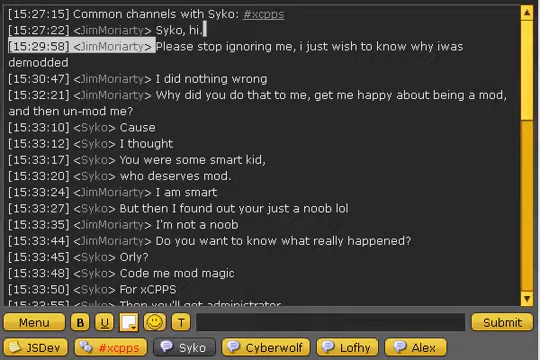 [15:27:15] Common channels with Syko: #xcpps
[15:27:22] <JimMoriarty> Syko, hi.
[15:29:58] <JimMoriarty> Please stop ignoring me, i just wish to know why iwas
demodded
[15:30:47] <JimMoriarty> I did nothing wrong
[15:32:21] <JimMoriarty> Why did you do that to me, get me happy about being a mod,
and then un-mod me?
[15:33:10] <Syko> Cause
[15:33:12] <Syko> I thought
[15:33:17] <Syko> You were some smart kid,
[15:33:20] <Syko> who deserves mod.
[15:33:24] <JimMoriarty> I am smart
[15:33:27] <Syko> But then I found out your just a noob lol
[15:33:35] <JimMoriarty> I'm not a noob
[15:33:44] <JimMoriarty> Do you want to know what really happened?
[15:33:45] <Syko> Orly?
[15:33:48] <Syko> Code me mod magic
[15:33:50] <Syko> For xCPPS
[15:33:55] <Syko> Then you'll get administrator
Menu B U T Submit
JSDev #xcpps Syko Cyberwolf Lofhy Alex